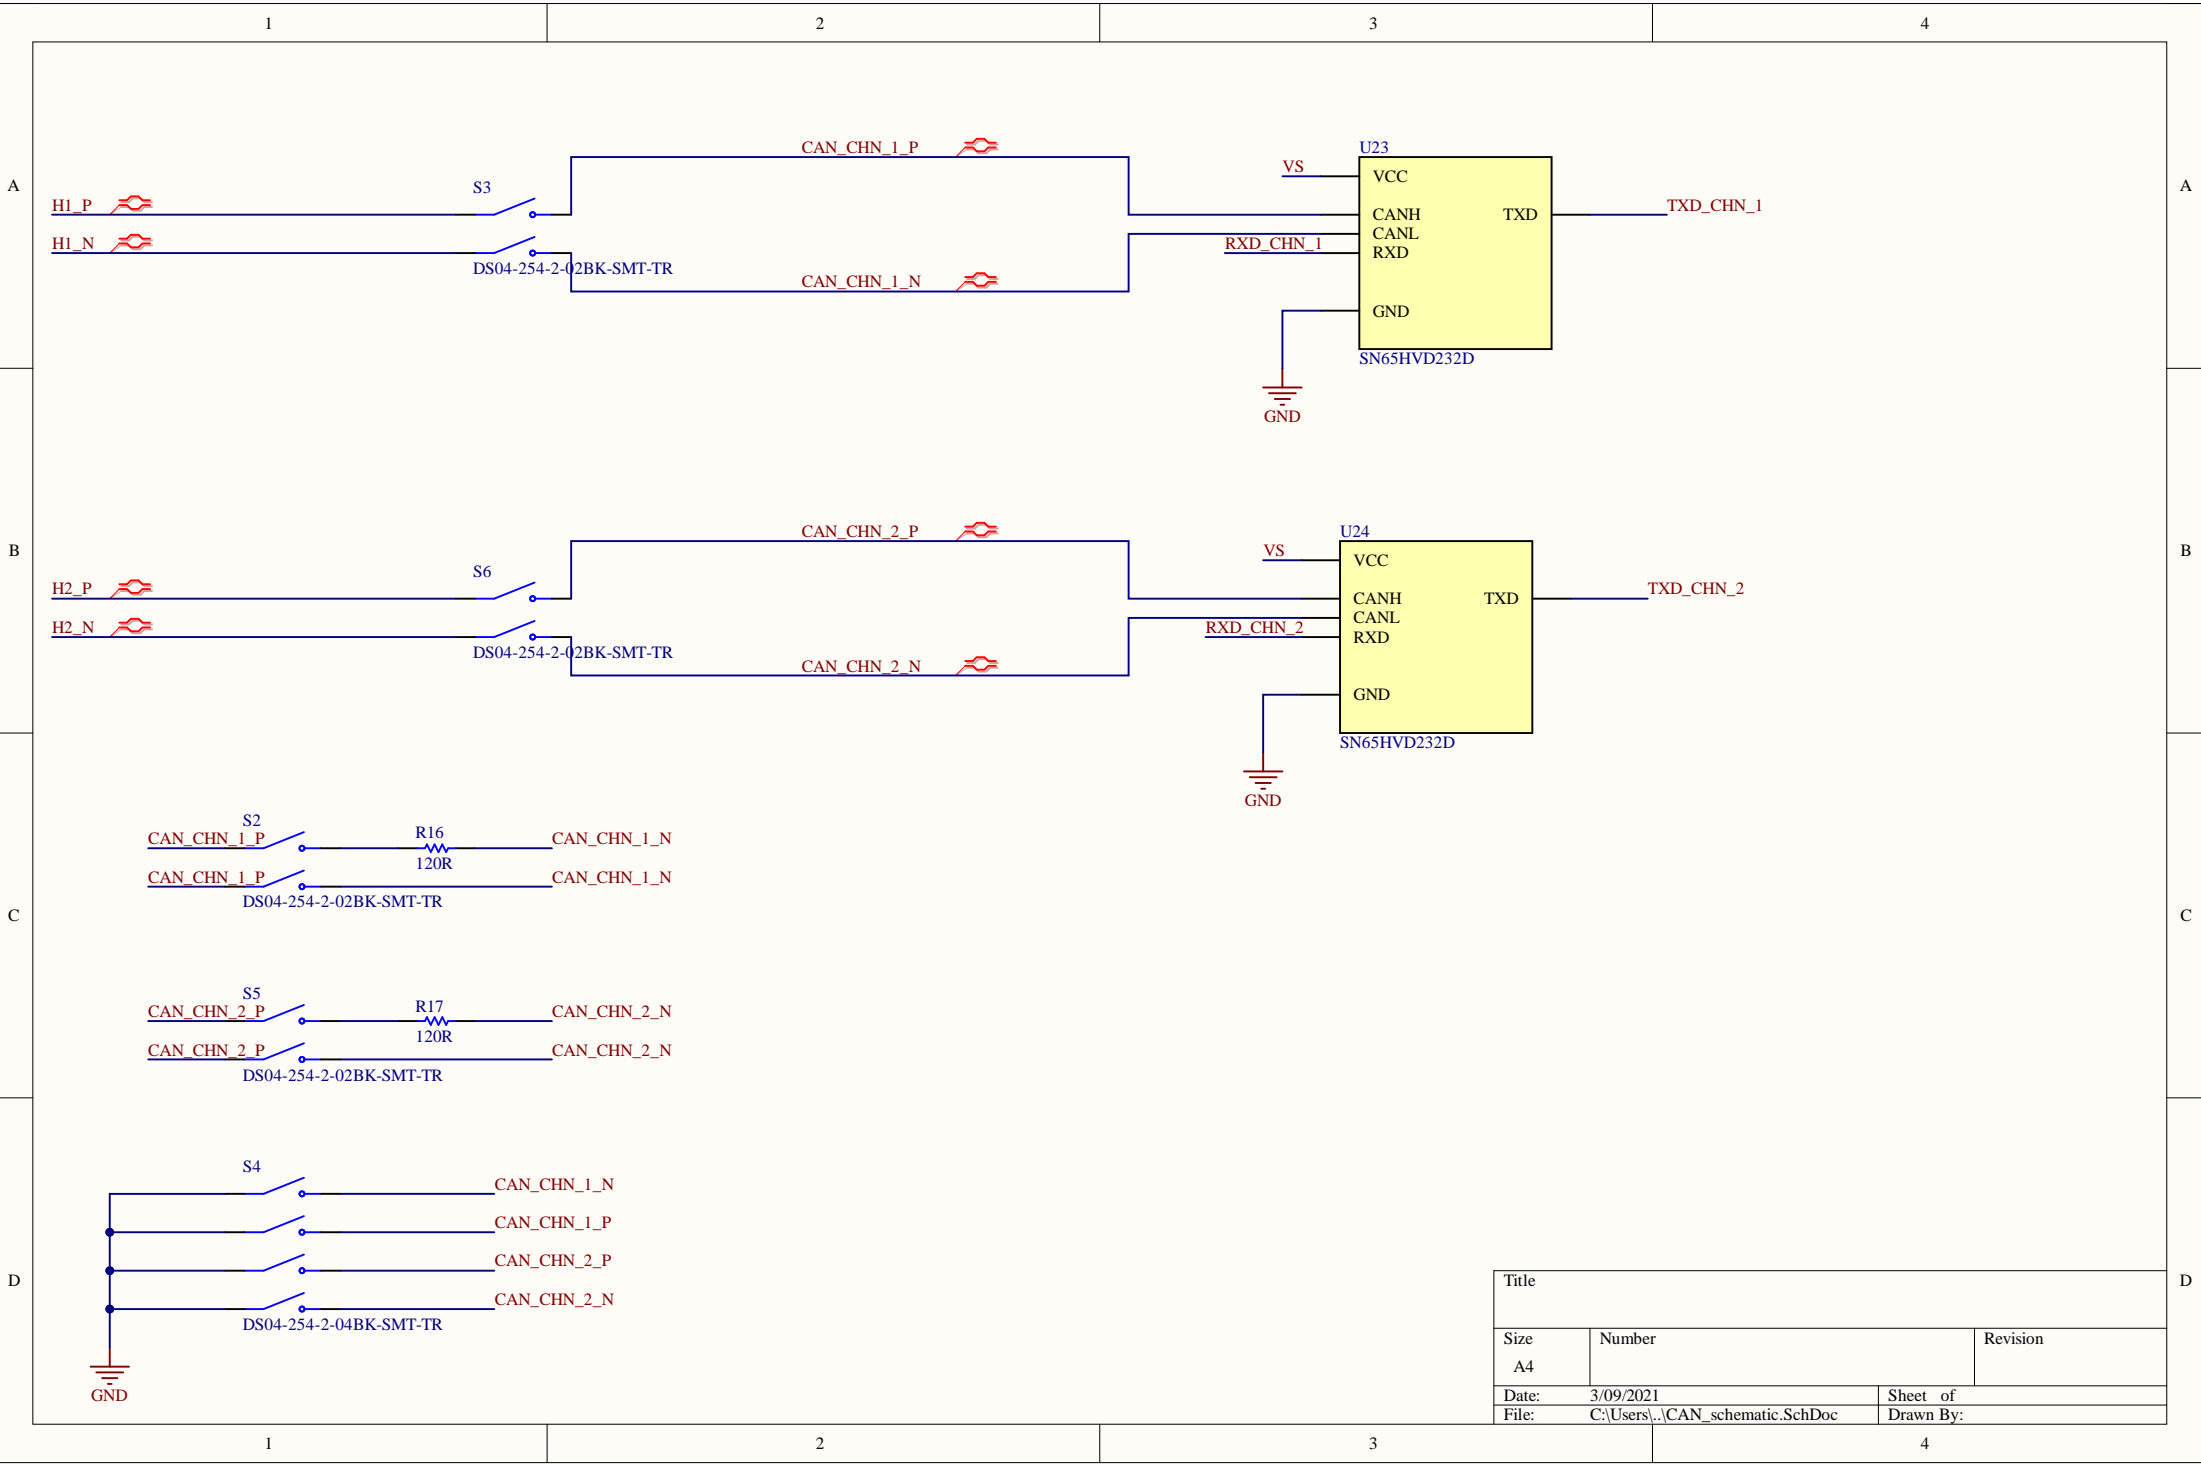 1 2 3 4
A A
CAN_CHN_1_P
U23
VS
VCC
S3
H1_P
CANH
TXD
TXD_CHN_1
CANL
H1_N
RXD_CHN_1
RXD
DS04-254-2-02BK-SMT-TR
CAN_CHN_1_N
GND
SN65HVD232D
GND
B B
CAN_CHN_2_P
U24
VS
VCC
S6
H2_P
CANH
TXD
TXD_CHN_2
CANL
H2_N
RXD_CHN_2
RXD
DS04-254-2-02BK-SMT-TR
CAN_CHN_2_N
GND
SN65HVD232D
GND
C C
S2
CAN_CHN_1_P
R16
CAN_CHN_1_N
120R
CAN_CHN_1_P
CAN_CHN_1_N
DS04-254-2-02BK-SMT-TR
S5
CAN_CHN_2_P
R17
CAN_CHN_2_N
120R
CAN_CHN_2_P
CAN_CHN_2_N
DS04-254-2-02BK-SMT-TR
D D
S4
CAN_CHN_1_N
CAN_CHN_1_P
CAN_CHN_2_P
CAN_CHN_2_N
DS04-254-2-04BK-SMT-TR
GND
Title
Size Number Revision
A4
Date: 3/09/2021 Sheet of
File: C:\Users\..\CAN_schematic.SchDoc Drawn By:
1 2 3 4